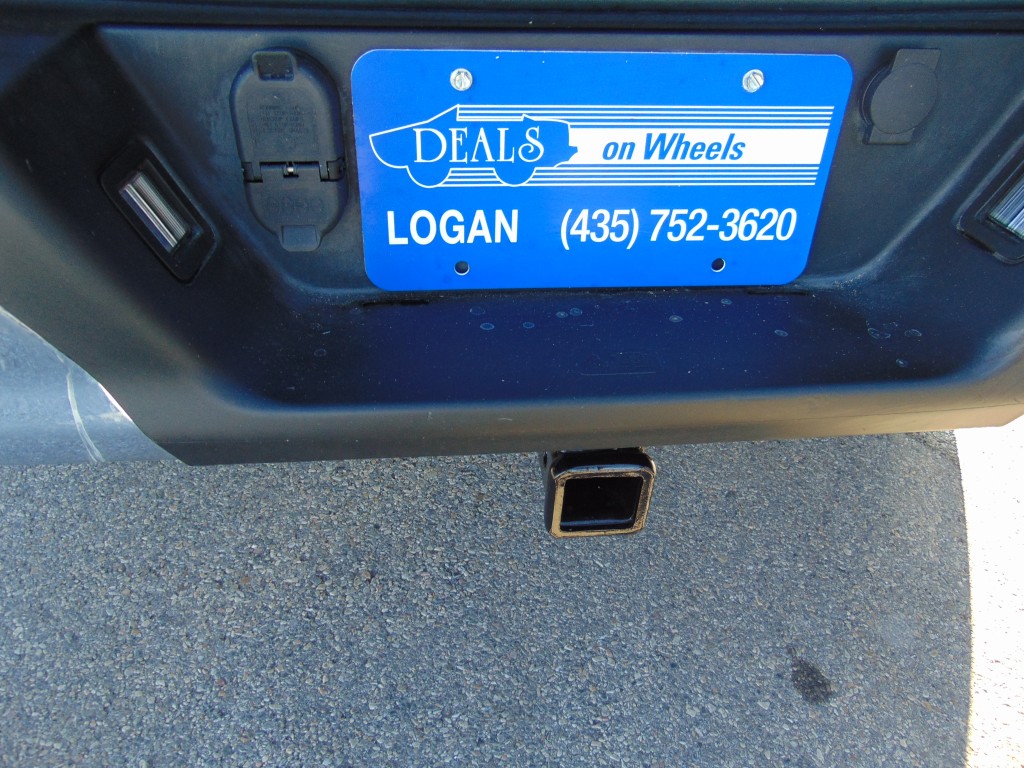 DEALS on Wheels
LOGAN (435) 752-3620